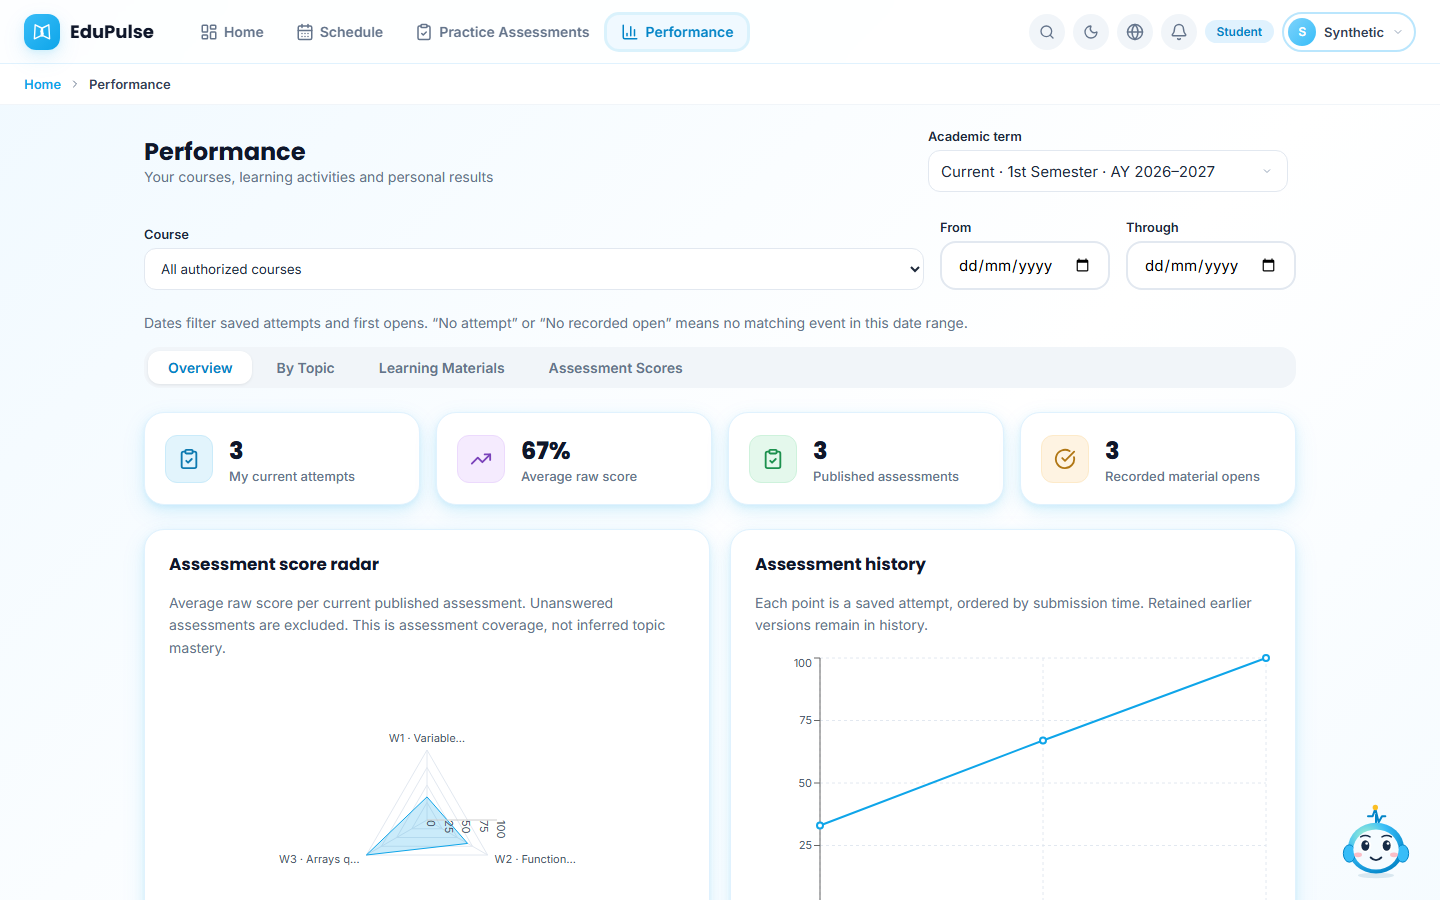 EduPulse
Home
Schedule
Practice Assessments
Performance
Student
S
Synthetic
Home > Performance
Performance
Your courses, learning activities and personal results
Academic term
Current · 1st Semester · AY 2026–2027
Course
All authorized courses
From
dd/mm/yyyy
Through
dd/mm/yyyy
Dates filter saved attempts and first opens. “No attempt” or “No recorded open” means no matching event in this date range.
Overview
By Topic
Learning Materials
Assessment Scores
3
My current attempts
67%
Average raw score
3
Published assessments
3
Recorded material opens
Assessment score radar
Average raw score per current published assessment. Unanswered
assessments are excluded. This is assessment coverage, not inferred topic
mastery.
W1 · Variable...
0
25
50
75
100
W3 · Arrays q...
W2 · Function...
Assessment history
Each point is a saved attempt, ordered by submission time. Retained earlier
versions remain in history.
100
75
50
25